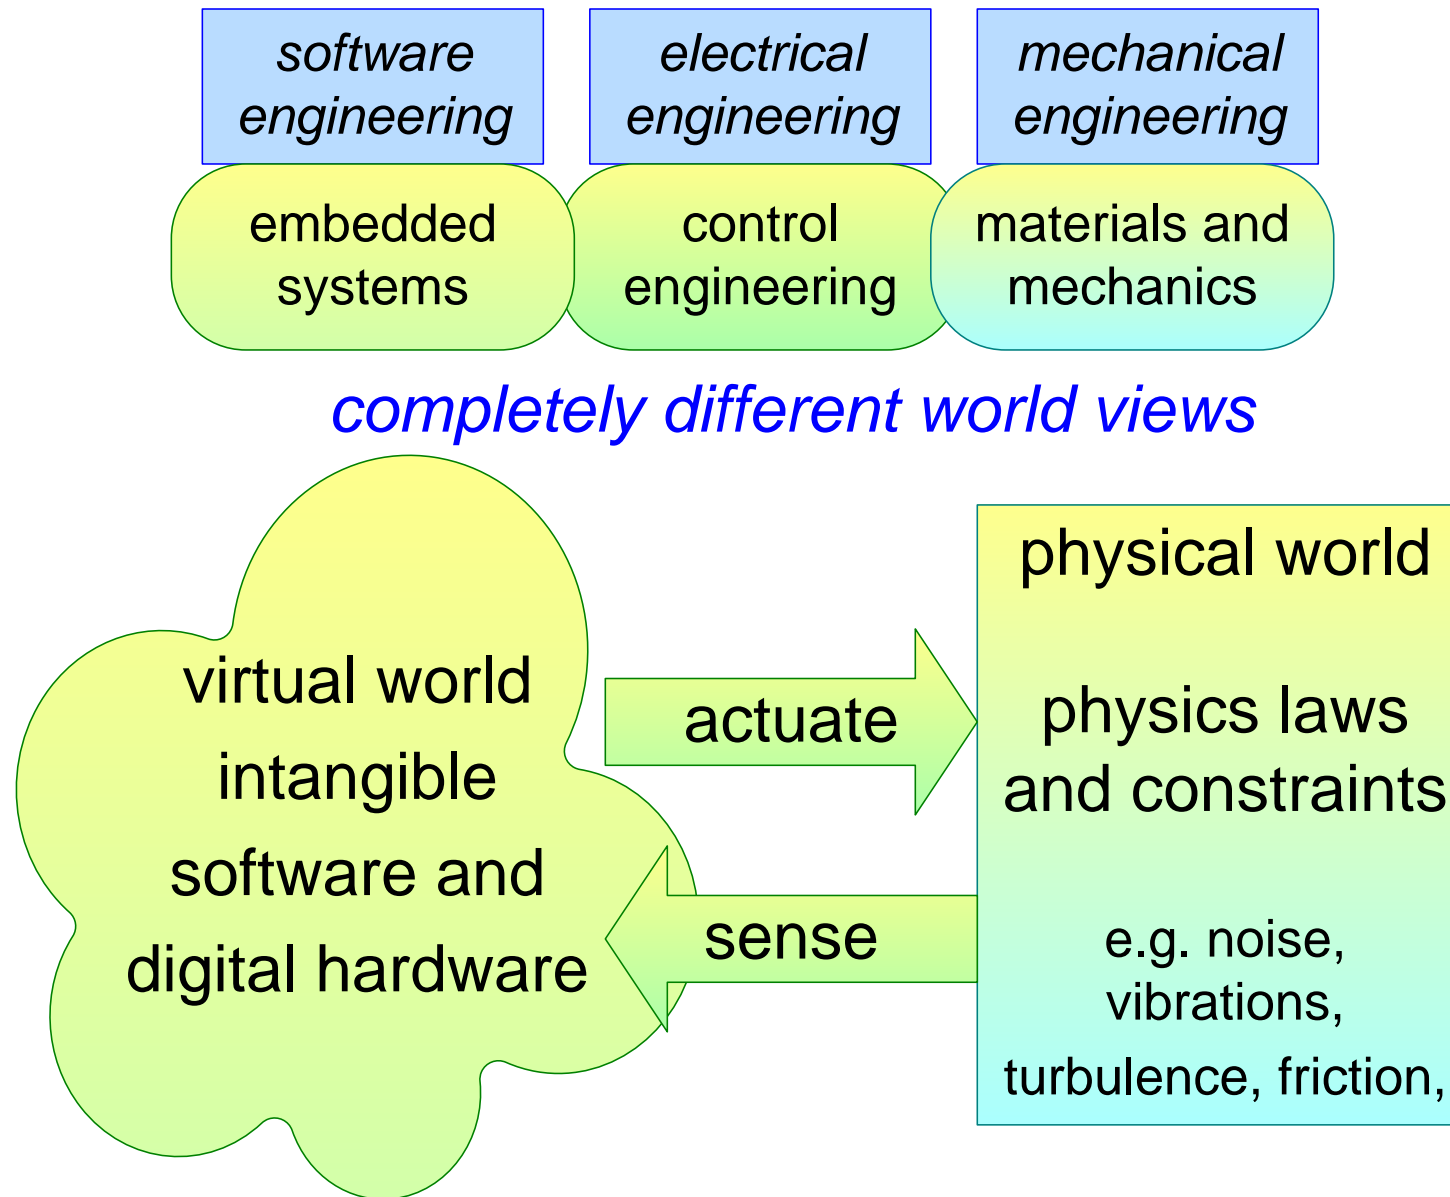 software
engineering
electrical
engineering
mechanical
engineering
embedded
systems
control
engineering
materials and
mechanics
completely different world views
virtual world
intangible
software and
digital hardware
actuate
sense
physical world
physics laws
and constraints
e.g. noise,
vibrations,
turbulence, friction,